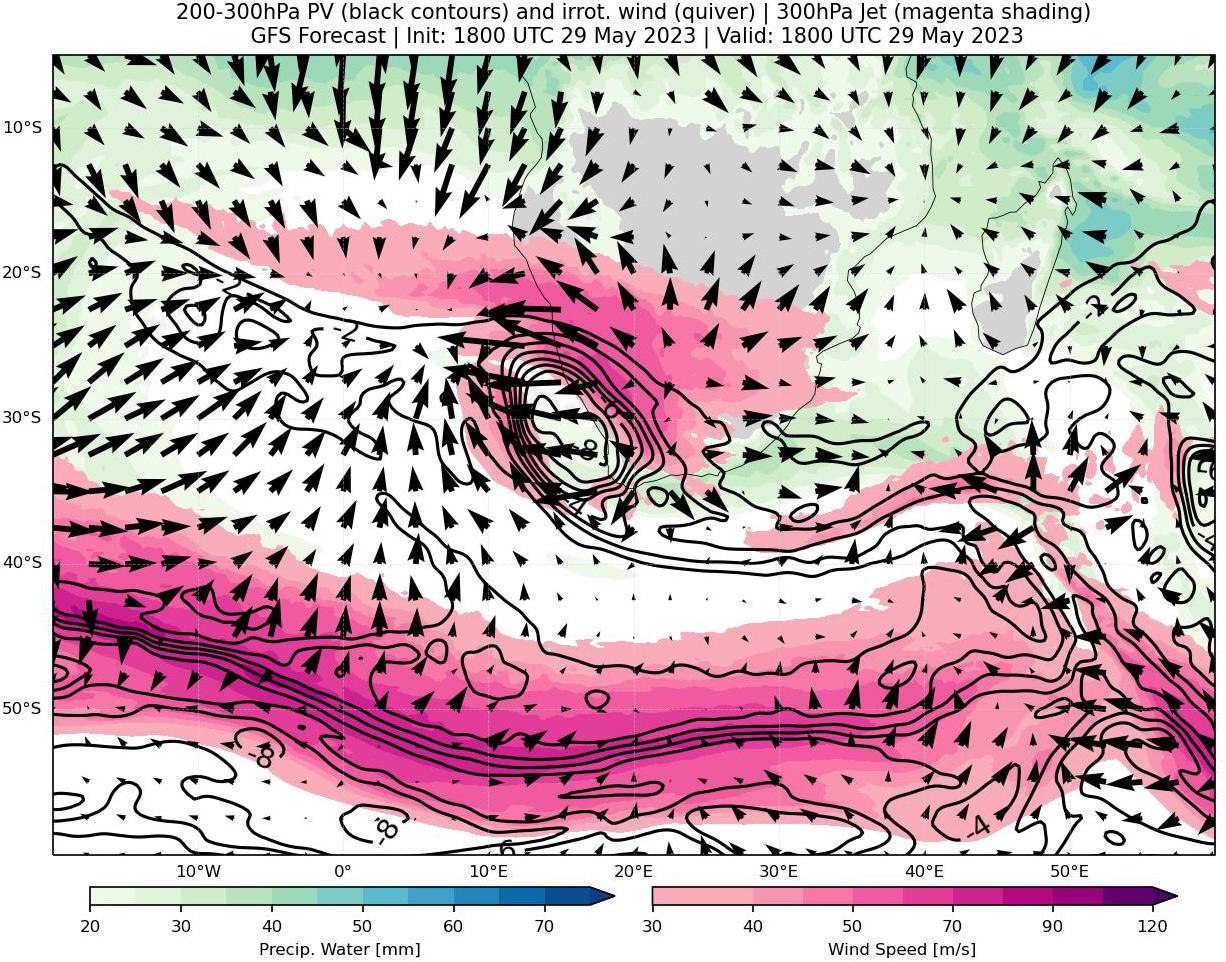 200-300hPa PV (black contours) and irrot. wind (quiver) | 300hPa Jet (magenta shading)
GFS Forecast | Init: 1800 UTC 29 May 2023 | Valid: 1800 UTC 29 May 2023
10°S
20°S
-2
30°S
40°S
50°S
-8
-8
-4
10°W 0° 10°E 20°E 30°E 40°E 50°E
20 30 40 50 60 70
30 40 50 70 90 120
Precip. Water [mm] Wind Speed [m/s]